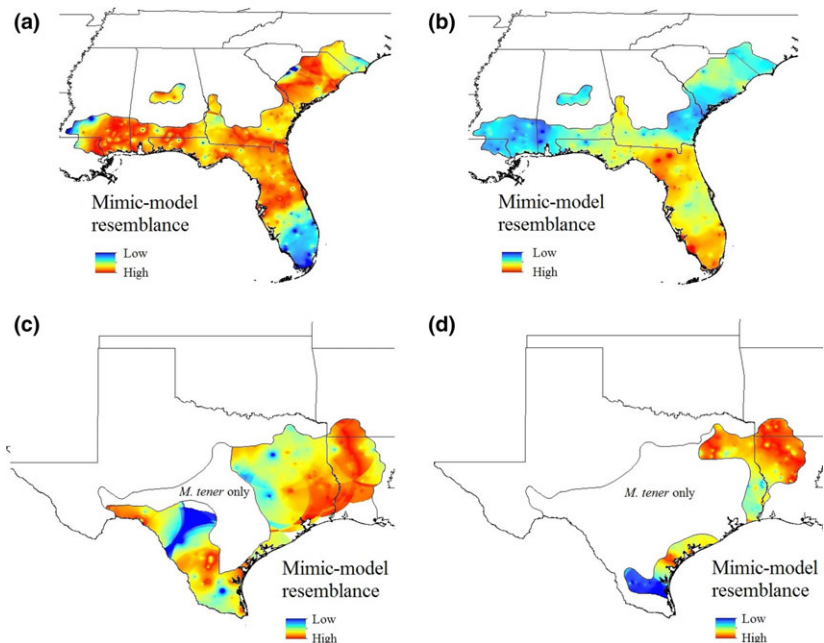 (a)
Mimic-model
resemblance
Low
High
(b)
Mimic-model
resemblance
Low
High
(c)
M. tener only
Mimic-model
resemblance
Low
High
(d)
M. tener only
Mimic-model
resemblance
Low
High